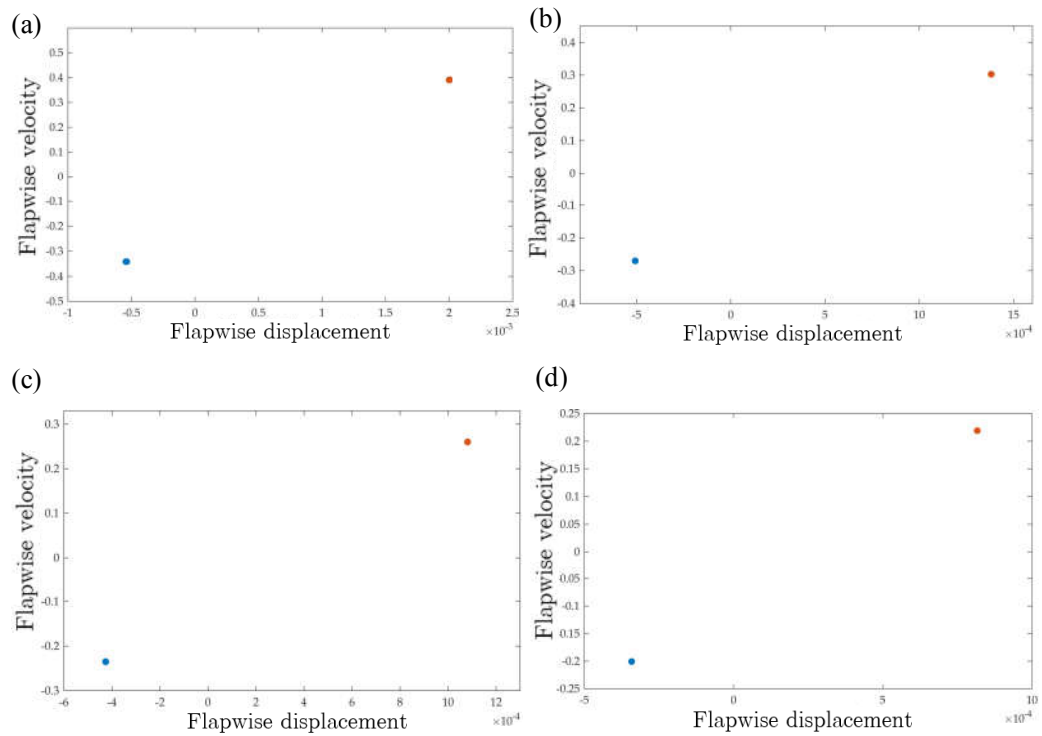 (a)
Flapwise velocity
0.5
0.4
0.3
0.2
0.1
0
-0.1
-0.2
-0.3
-0.4
-0.5
-1 -0.5 0 0.5 1 1.5 2 2.5
Flapwise displacement ×10⁻³
(b)
Flapwise velocity
0.4
0.3
0.2
0.1
0
-0.1
-0.2
-0.3
-0.4
-5 0 5 10 15
Flapwise displacement ×10⁻⁴
(c)
Flapwise velocity
0.3
0.2
0.1
0
-0.2
-0.3
-6 -4 -2 0 2 4 6 8 10 12
Flapwise displacement ×10⁻⁴
(d)
Flapwise velocity
0.25
0.2
0.15
0.1
0.05
0
0.05
-0.1
0.15
-0.2
-0.25
-5 0 5 10
Flapwise displacement ×10⁻⁴